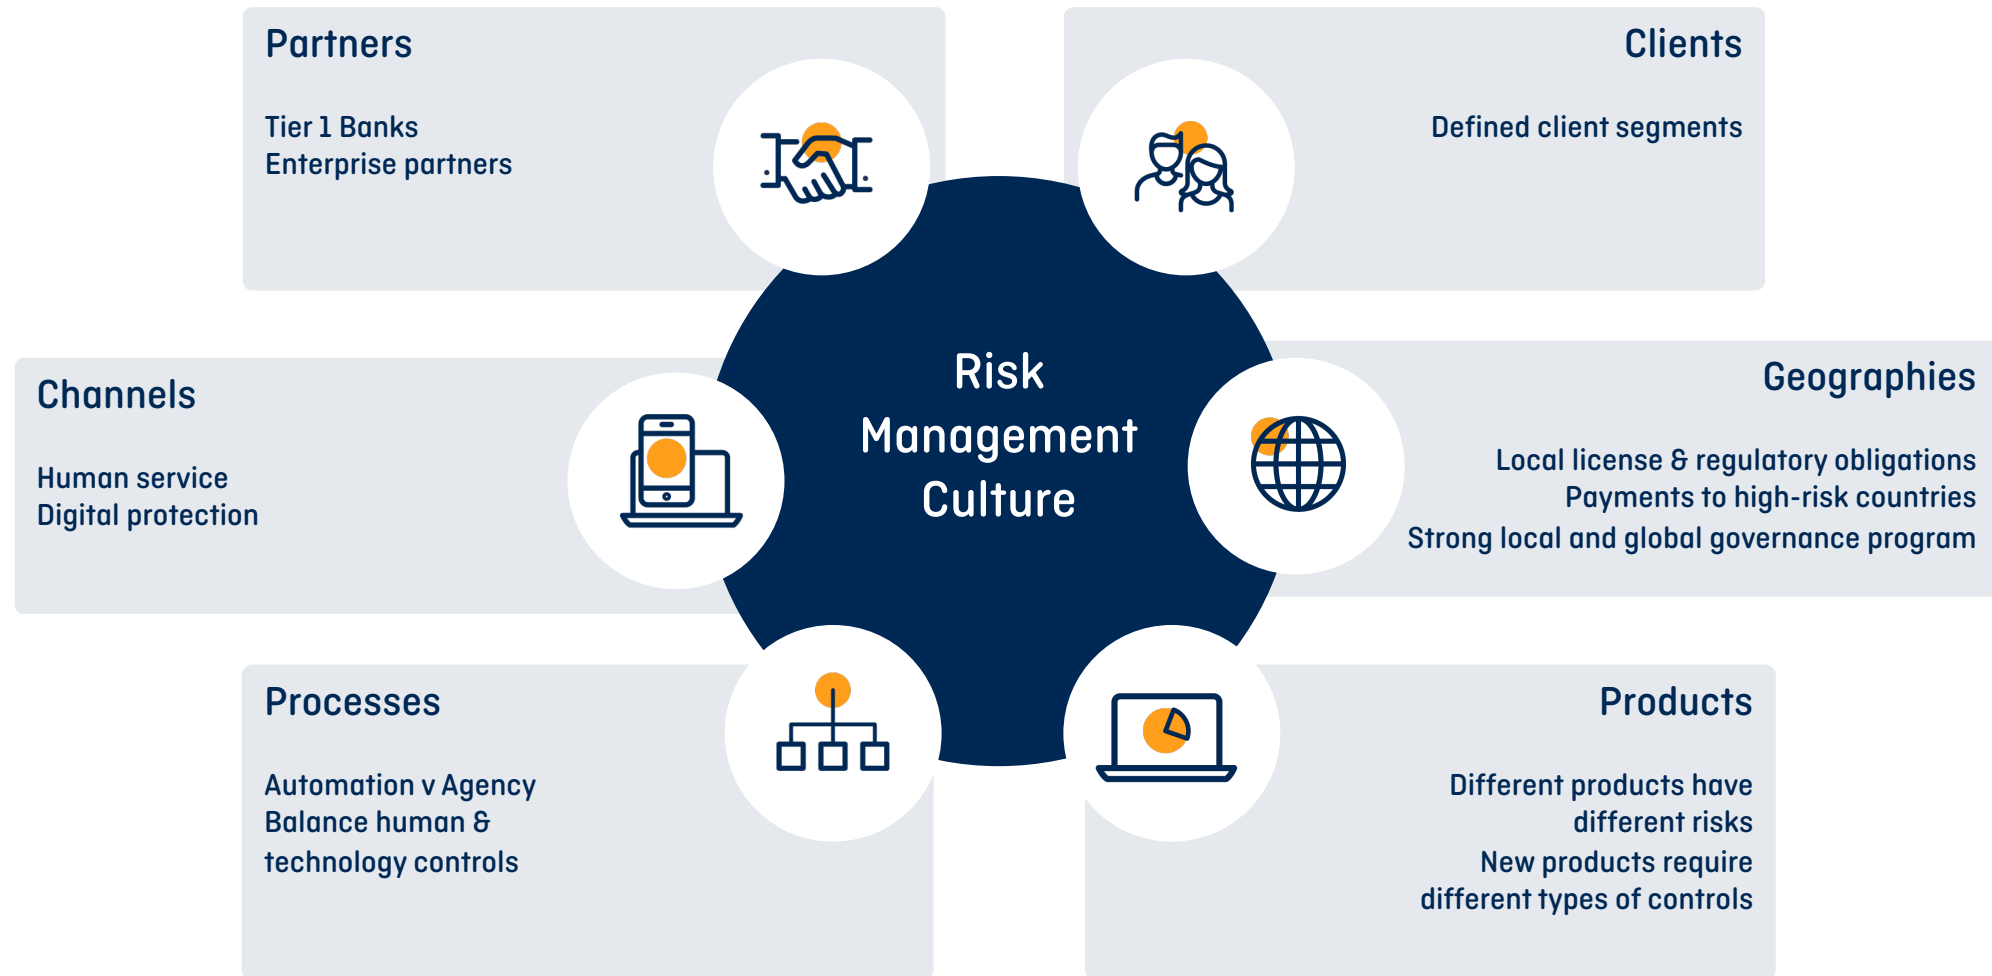 Partners
Tier 1 Banks
Enterprise partners
Clients
Defined client segments
Channels
Human service
Digital protection
Risk
Management
Culture
Geographies
Local license & regulatory obligations
Payments to high-risk countries
Strong local and global governance program
Processes
Automation v Agency
Balance human &
technology controls
Products
Different products have
different risks
New products require
different types of controls